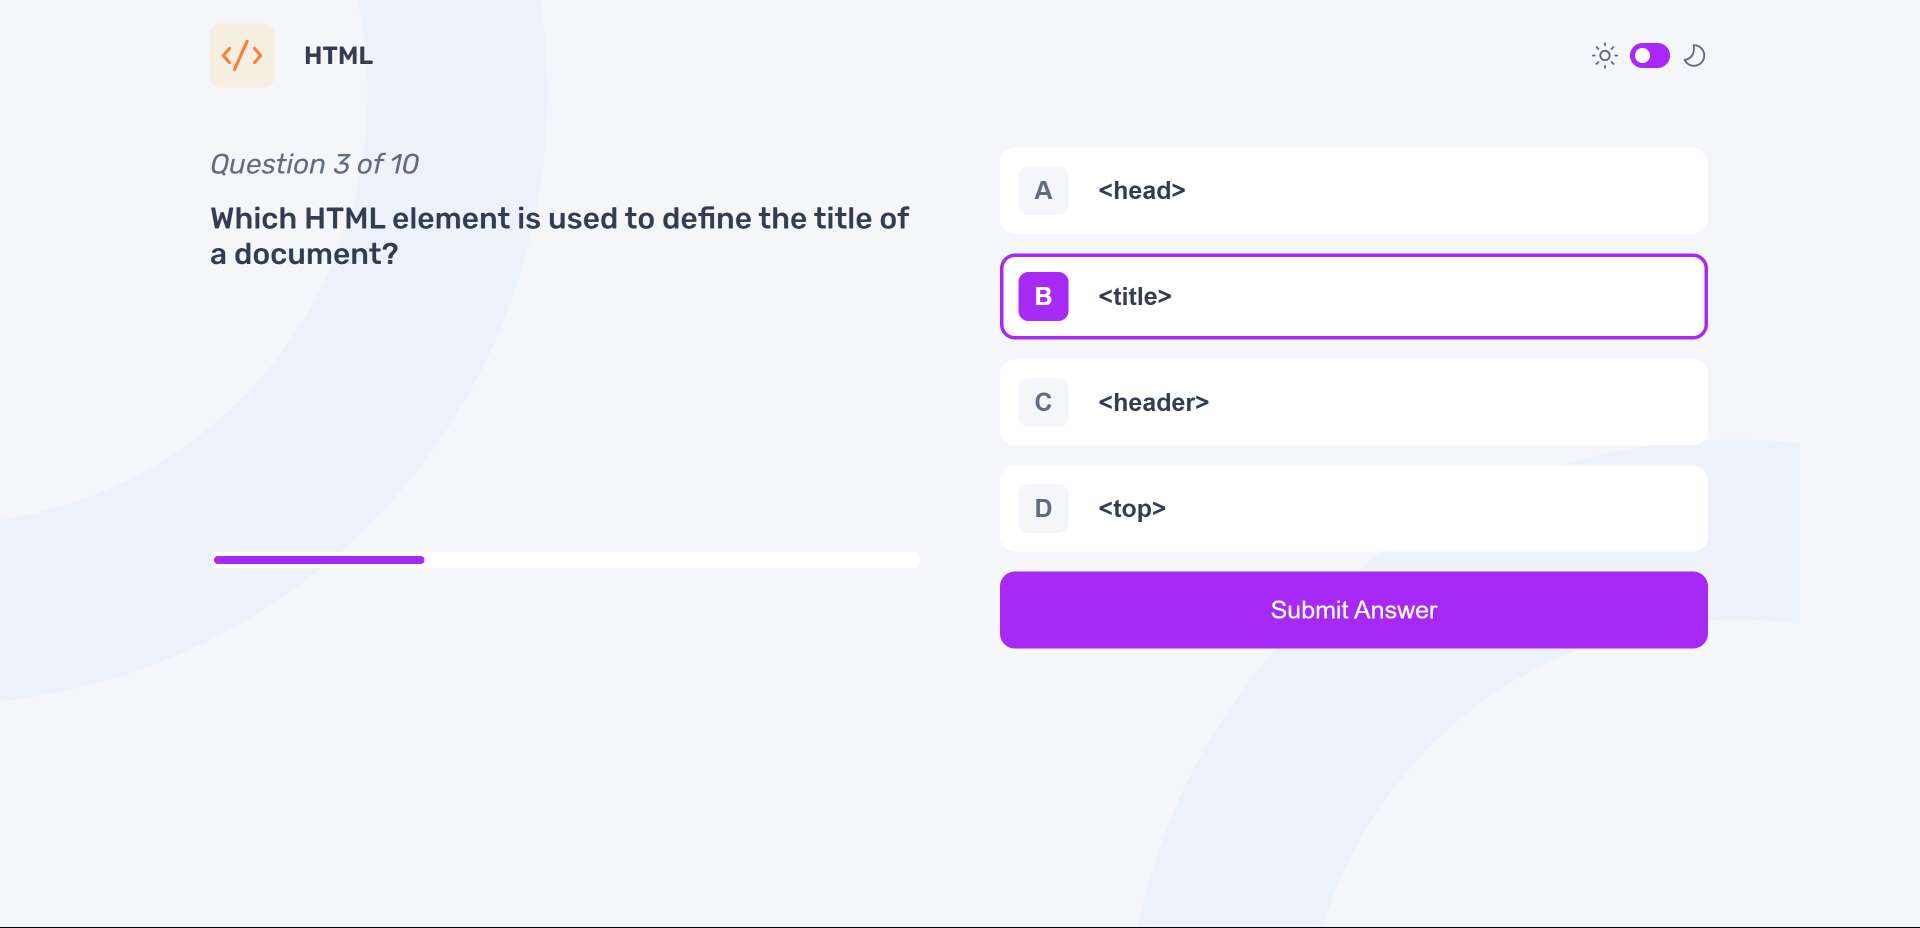 HTML
Question 3 of 10
Which HTML element is used to define the title of
a document?
A <head>
B <title>
C <header>
D <top>
Submit Answer